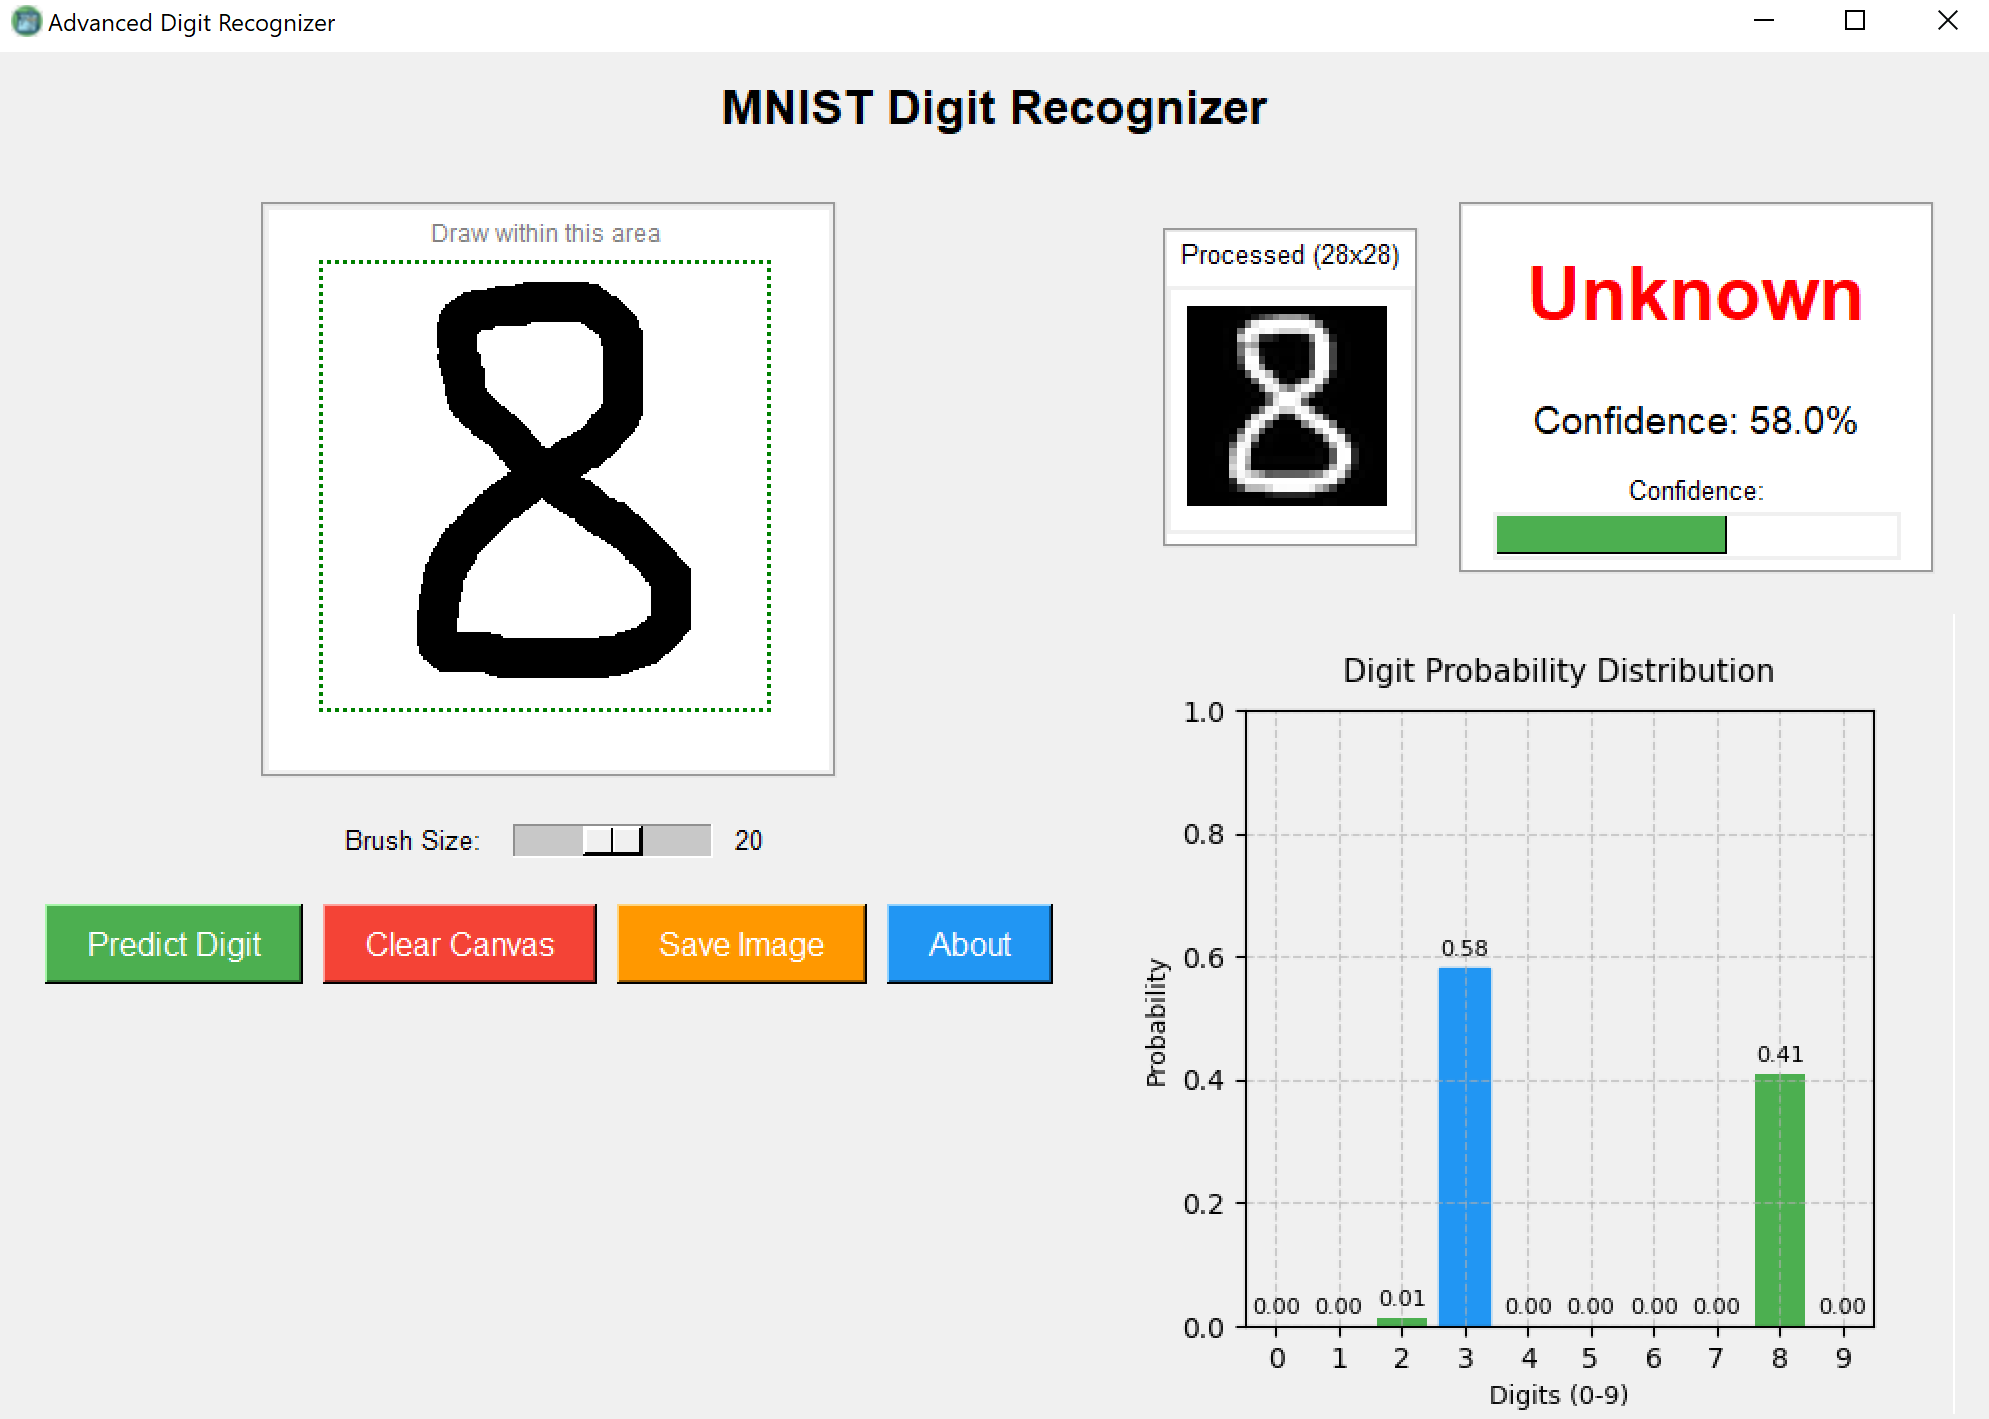 Advanced Digit Recognizer
MNIST Digit Recognizer
Draw within this area
8
Brush Size: 20
Predict Digit Clear Canvas Save Image About
Processed (28x28)
8
Unknown
Confidence: 58.0%
Confidence:
Digit Probability Distribution
Probability
1.0
0.8
0.6
0.4
0.2
0.0
0.00 0.00 0.01 0.58 0.00 0.00 0.00 0.00 0.41 0.00
0 1 2 3 4 5 6 7 8 9
Digits (0-9)